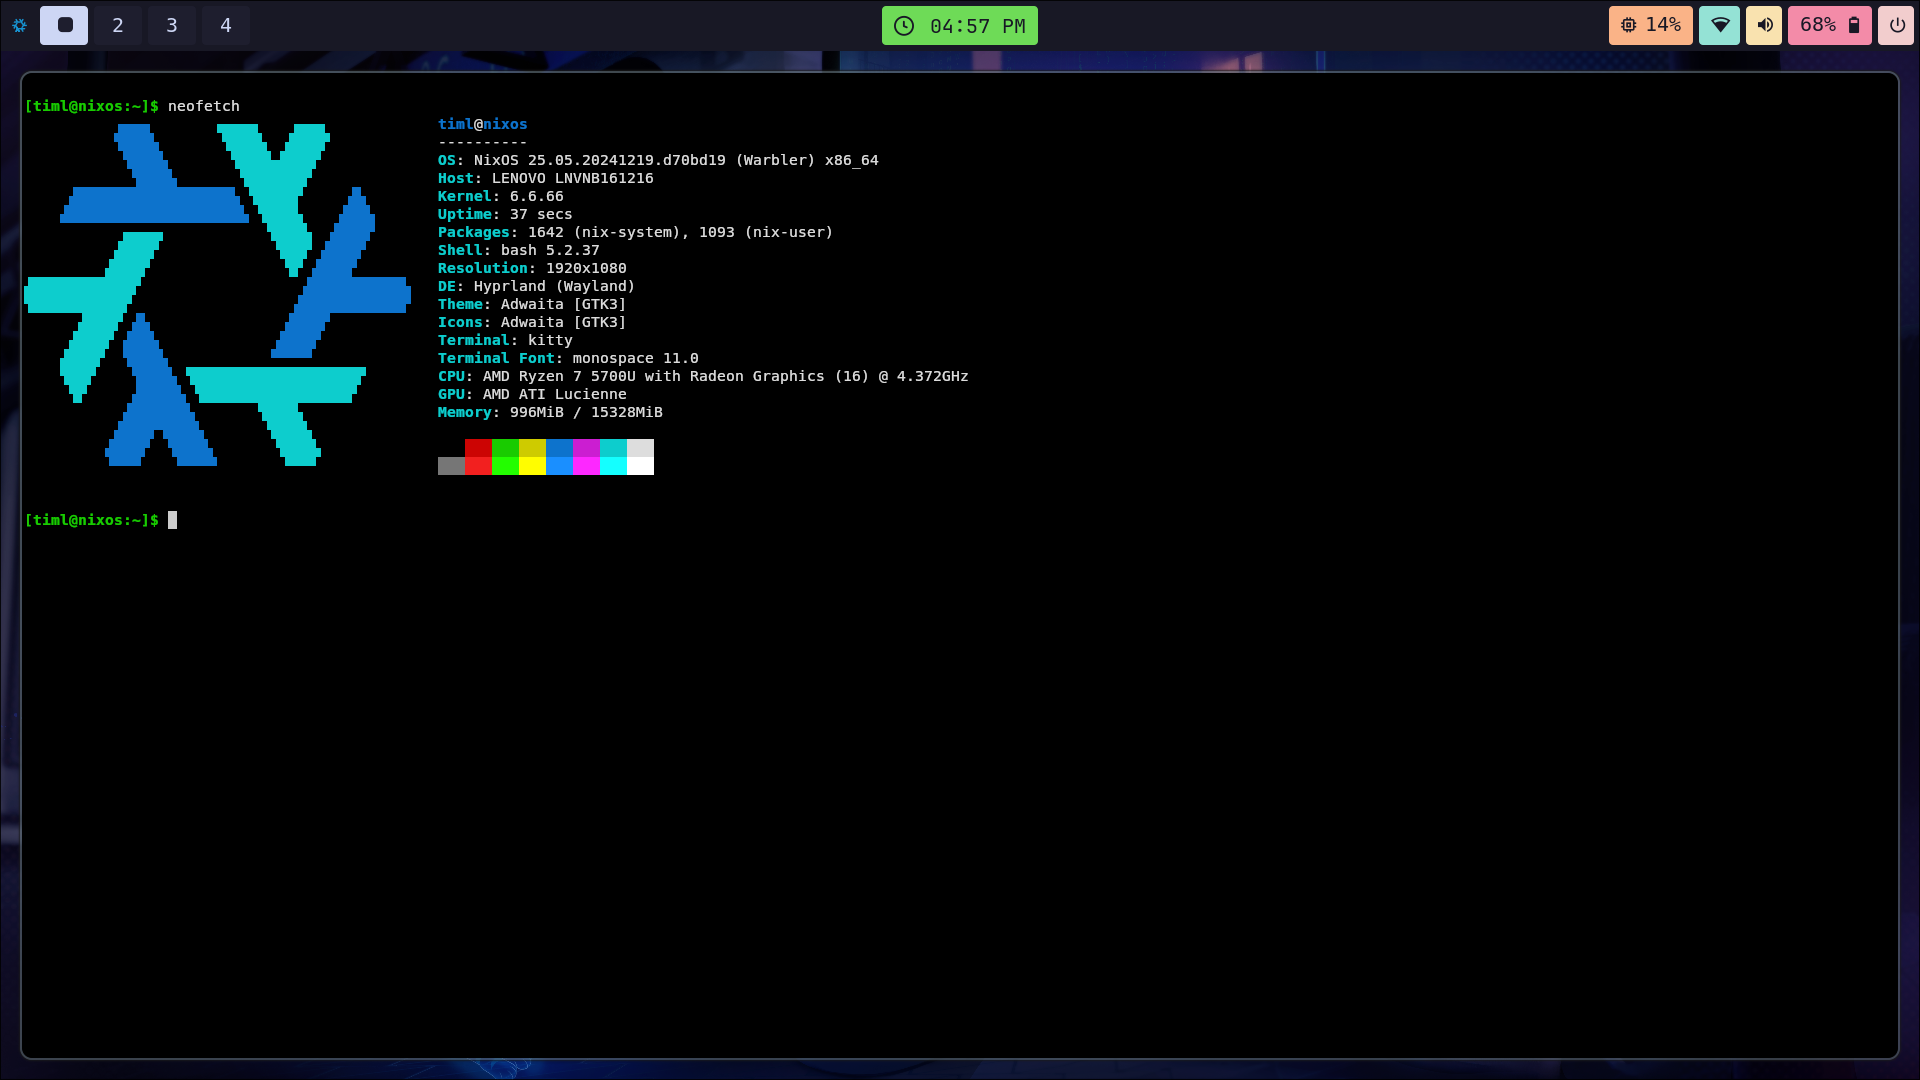 2 3 4 04:57 PM 14% 68%
[timl@nixos:~]$ neofetch
timl@nixos
----------
OS: NixOS 25.05.20241219.d70bd19 (Warbler) x86_64
Host: LENOVO LNVNB161216
Kernel: 6.6.66
Uptime: 37 secs
Packages: 1642 (nix-system), 1093 (nix-user)
Shell: bash 5.2.37
Resolution: 1920x1080
DE: Hyprland (Wayland)
Theme: Adwaita [GTK3]
Icons: Adwaita [GTK3]
Terminal: kitty
Terminal Font: monospace 11.0
CPU: AMD Ryzen 7 5700U with Radeon Graphics (16) @ 4.372GHz
GPU: AMD ATI Lucienne
Memory: 996MiB / 15328MiB
[timl@nixos:~]$